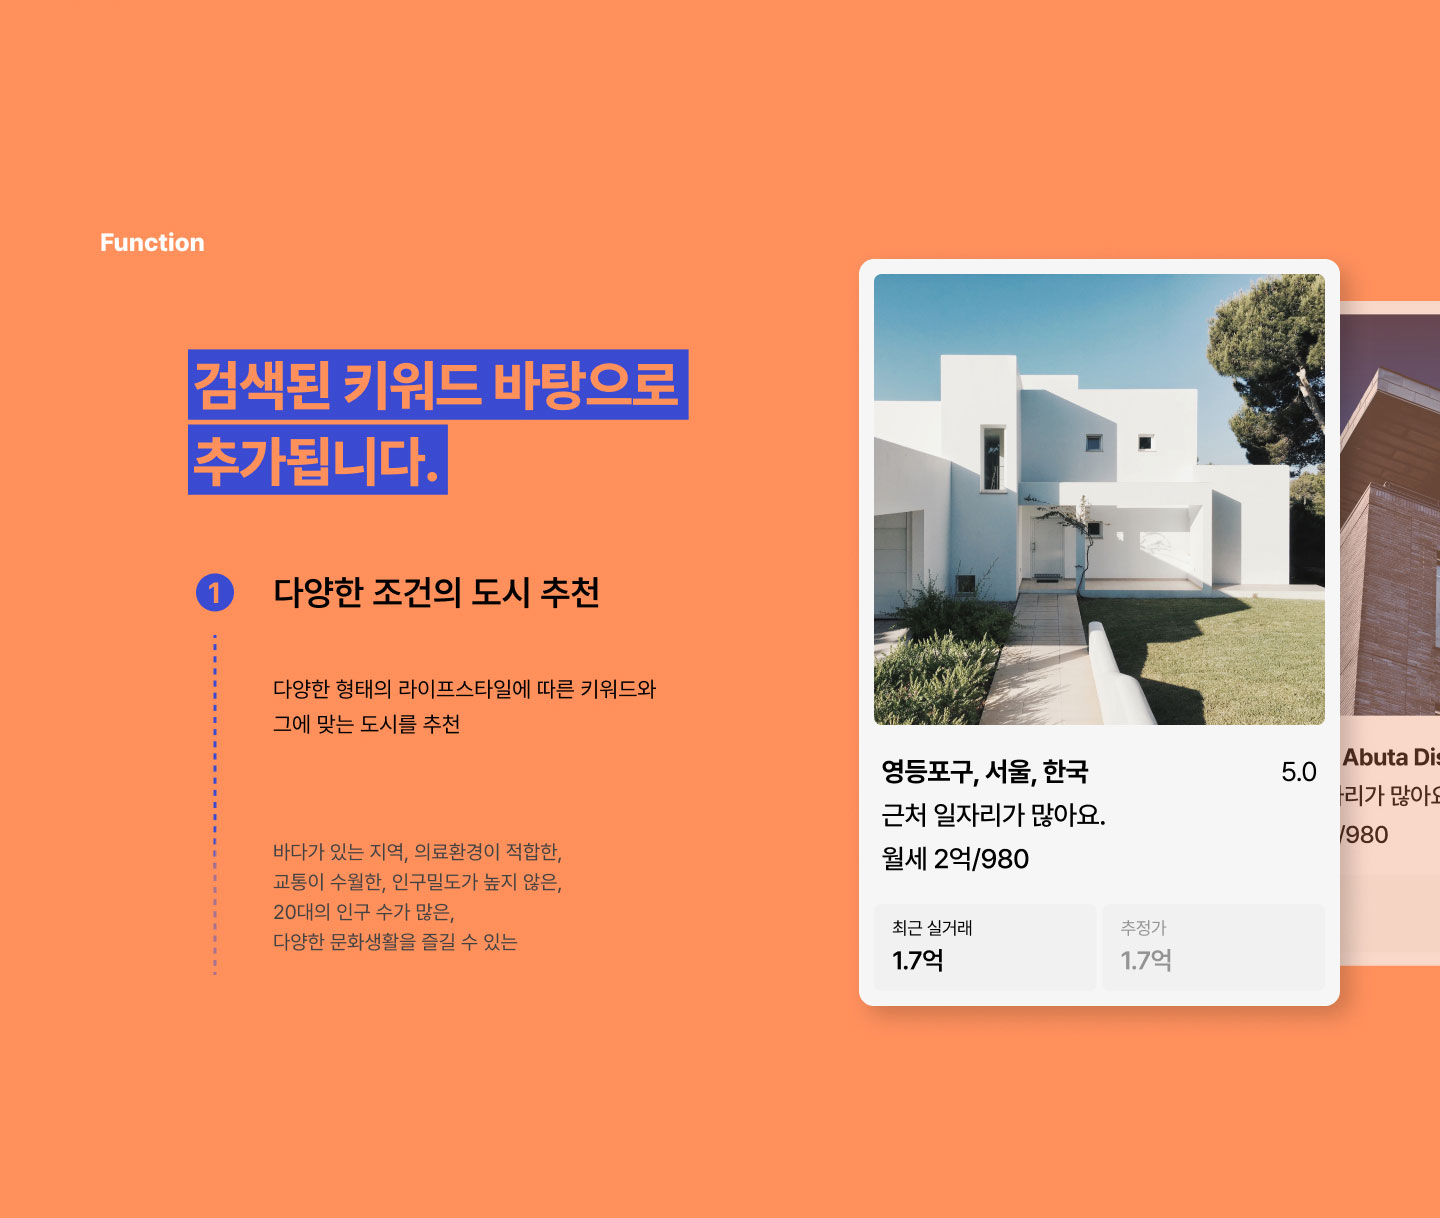 Function
검색된 키워드 바탕으로
추가됩니다.
1
다양한 조건의 도시 추천
다양한 형태의 라이프스타일에 따른 키워드와
그에 맞는 도시를 추천
바다가 있는 지역, 의료환경이 적합한,
교통이 수월한, 인구밀도가 높지 않은,
20대의 인구 수가 많은,
다양한 문화생활을 즐길 수 있는
영등포구, 서울, 한국
5.0
근처 일자리가 많아요.
월세 2억/980
최근 실거래
1.7억
추정가
1.7억
Abuta
많아요
/980